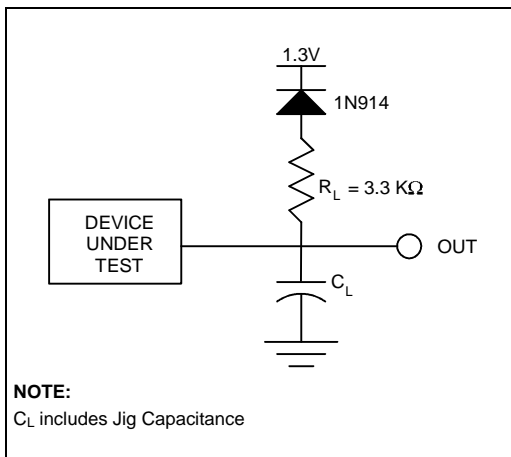 1.3V
1N914
R_L = 3.3 KΩ
DEVICE
UNDER
TEST
OUT
C_L
NOTE:
C_L includes Jig Capacitance